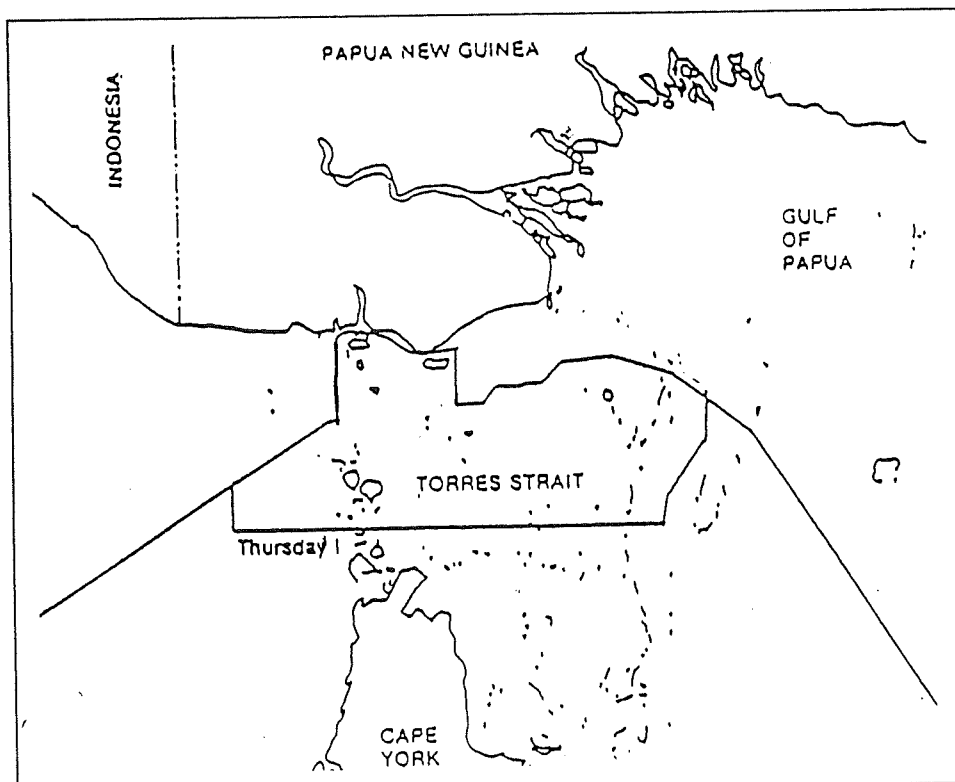 PAPUA NEW GUINEA
INDONESIA
GULF
OF
PAPUA
TORRES STRAIT
Thursday I
CAPE
YORK